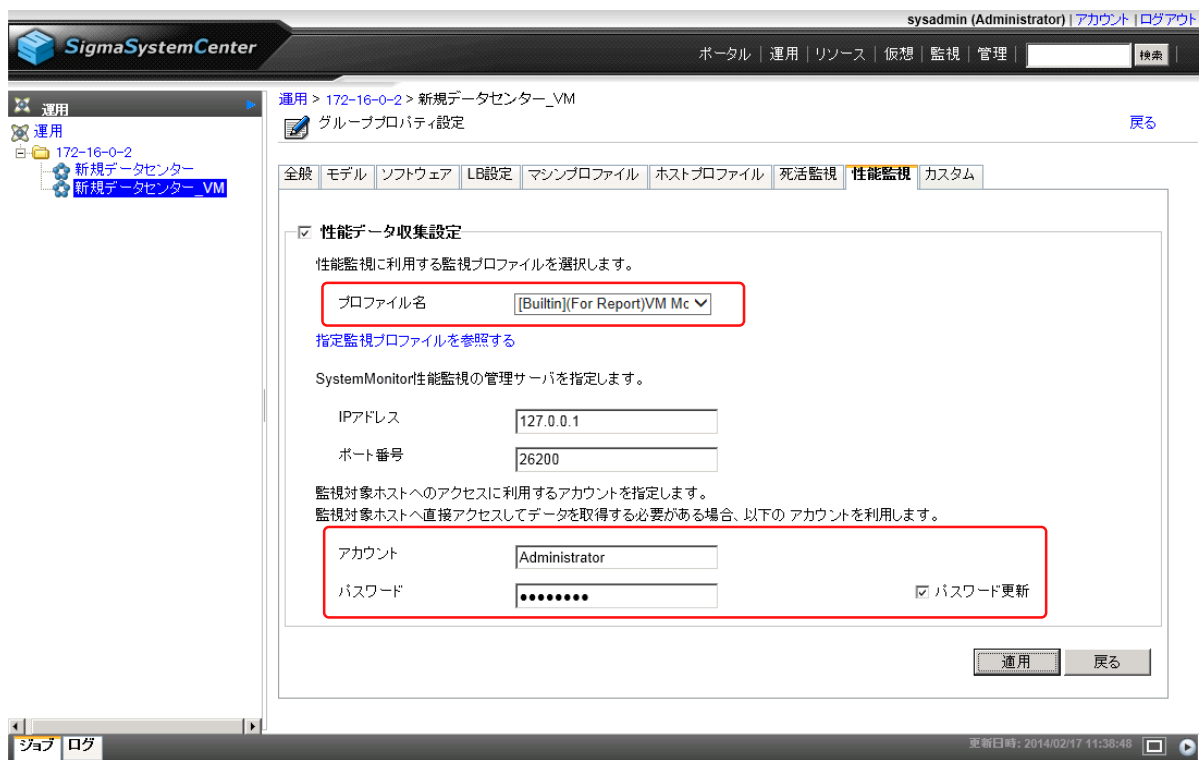 sysadmin (Administrator) | アカウント | ログアウト
SigmaSystemCenter
ポータル | 運用 | リソース | 仮想 | 監視 | 管理 | 検索 |
運用
運用
172-16-0-2
新規データセンター
新規データセンター_VM
運用 > 172-16-0-2 > 新規データセンター_VM
グループプロパティ設定
戻る
全般 モデル ソフトウェア LB設定 マシンプロファイル ホストプロファイル 死活監視 性能監視 カスタム
性能データ収集設定
性能監視に利用する監視プロファイルを選択します。
プロファイル名 [Builtin](For Report)VM Mc
指定監視プロファイルを参照する
SystemMonitor性能監視の管理サーバを指定します。
IPアドレス 127.0.0.1
ポート番号 26200
監視対象ホストへのアクセスに利用するアカウントを指定します。
監視対象ホストへ直接アクセスしてデータを取得する必要がある場合、以下の アカウントを利用します。
アカウント Administrator
パスワード ●●●●●●●● パスワード更新
適用 戻る
ジョブ ログ
更新日時: 2014/02/17 11:38:48